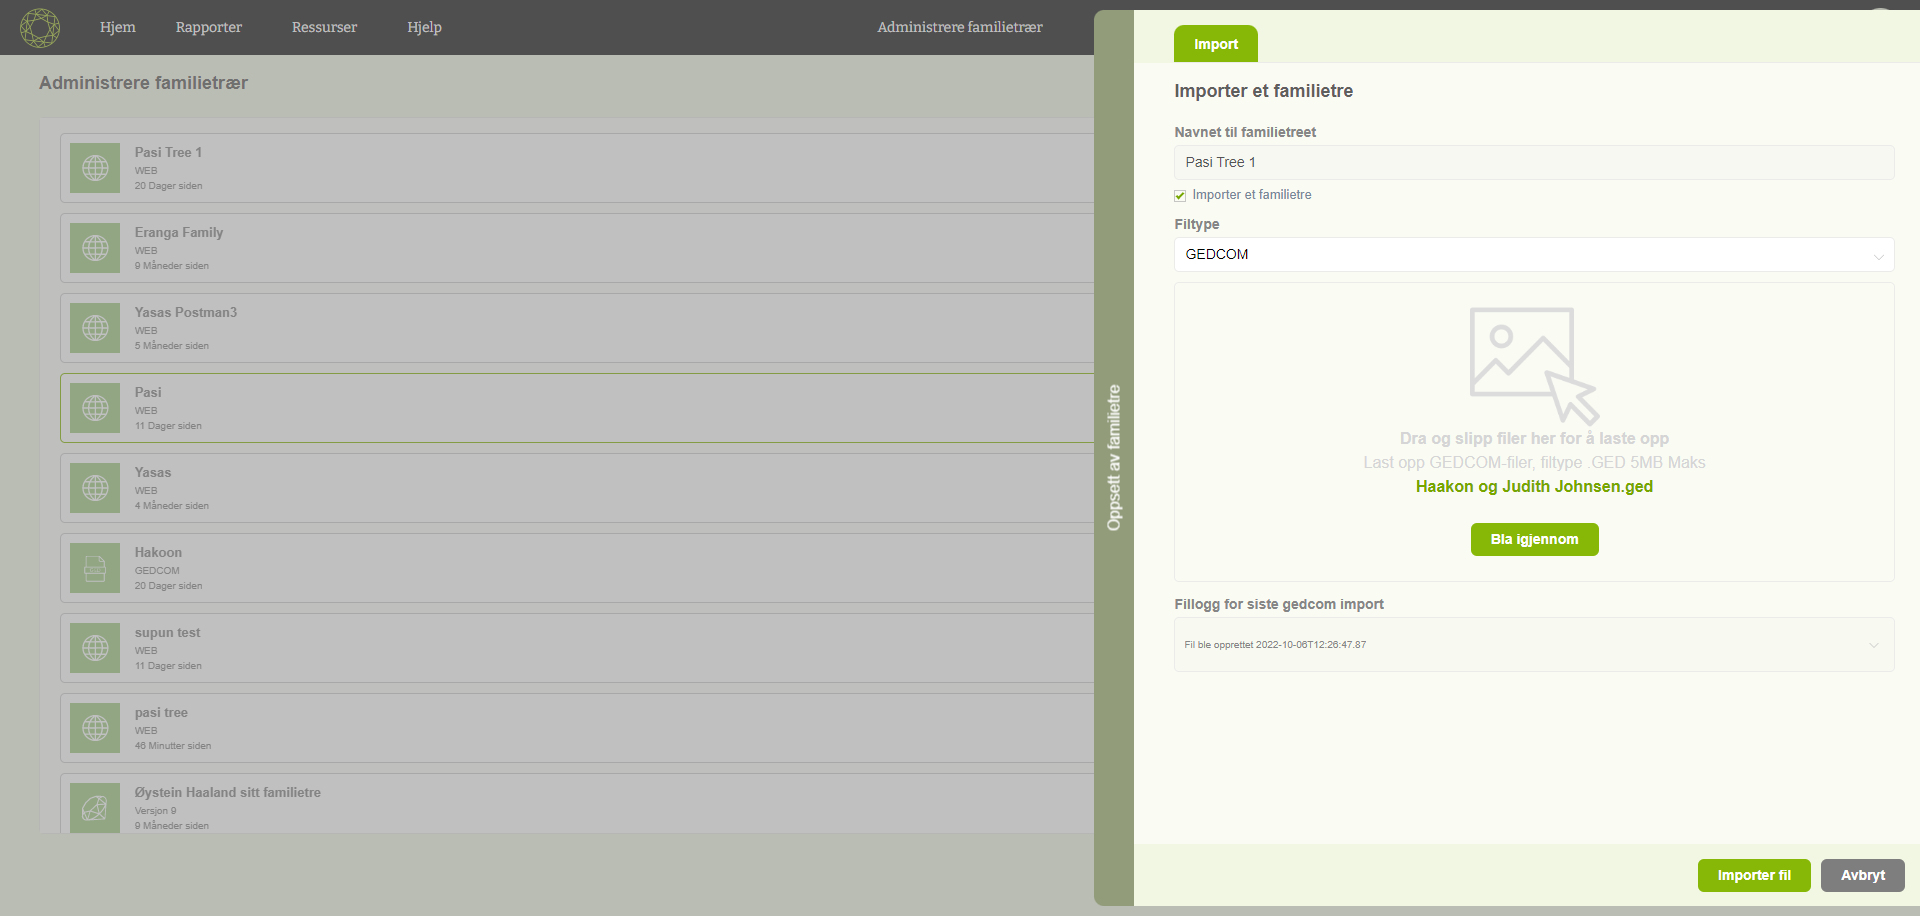 Hjem
Rapporter
Ressurser
Hjelp
Administrere familietrær
Administrere familietrær
Pasi Tree 1
WEB
20 Dager siden
Eranga Family
WEB
9 Måneder siden
Yasas Postman3
WEB
5 Måneder siden
Pasi
WEB
11 Dager siden
Yasas
WEB
4 Måneder siden
Hakoon
GEDCOM
20 Dager siden
supun test
WEB
11 Dager siden
pasi tree
WEB
46 Minutter siden
Øystein Haaland sitt familietre
Versjon 9
9 Måneder siden
Oppsett av familietre
Import
Importer et familietre
Navnet til familietreet
Pasi Tree 1
Importer et familietre
Filtype
GEDCOM
Dra og slipp filer her for å laste opp
Last opp GEDCOM-filer, filtype .GED 5MB Maks
Haakon og Judith Johnsen.ged
Bla igjennom
Fillogg for siste gedcom import
Fil ble opprettet 2022-10-06T12:26:47.87
Importer fil
Avbryt